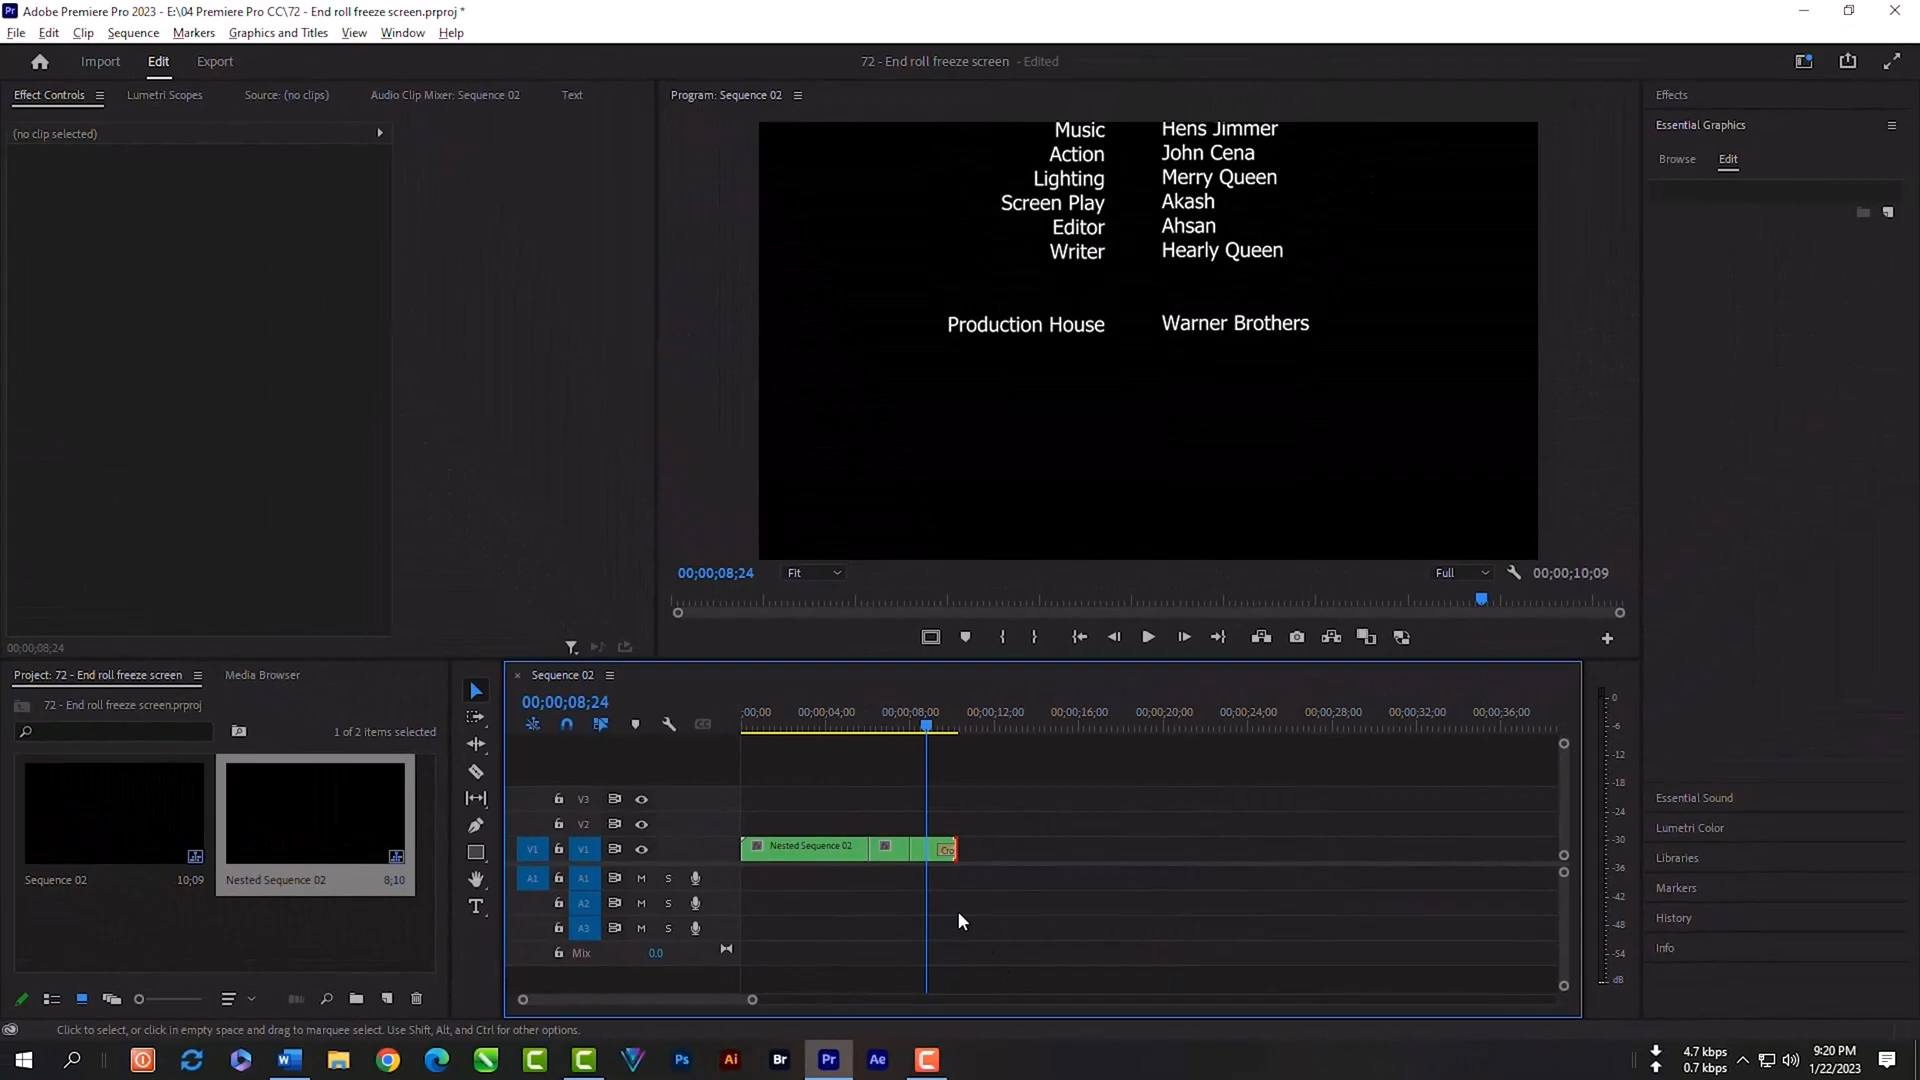 Pr Adobe Premiere Pro 2023 - E:\04 Premiere Pro CC\72 - End roll freeze screen.prproj *
File Edit Clip Sequence Markers Graphics and Titles View Window Help
Import Edit Export 72 - End roll freeze screen - Edited
Effect Controls Lumetri Scopes Source: (no clips) Audio Clip Mixer: Sequence 02 Text
(no clip selected)
00;00;08;24
Program: Sequence 02
Music Hens Jimmer
Action John Cena
Lighting Merry Queen
Screen Play Akash
Editor Ahsan
Writer Hearly Queen
Production House Warner Brothers
00;00;08;24 Fit Full 00;00;10;09
Effects
Essential Graphics
Browse Edit
Essential Sound
Lumetri Color
Libraries
Markers
History
Info
Project: 72 - End roll freeze screen Media Browser
72 - End roll freeze screen.prproj
1 of 2 items selected
Sequence 02 10;09
Nested Sequence 02 8;10
× Sequence 02
00;00;08;24
;00;00 00;00;04;00 00;00;08;00 00;00;12;00 00;00;16;00 00;00;20;00 00;00;24;00 00;00;28;00 00;00;32;00 00;00;36;00
V3
V2
V1 V1 fx Nested Sequence 02 fx Cro
A1 A1 M S
A2 M S
A3 M S
Mix 0.0
0
-6
-12
-18
-24
-30
-36
-42
-48
-54
dB
Click to select, or click in empty space and drag to marquee select. Use Shift, Alt, and Ctrl for other options.
W Ps Ai Br Pr Ae
4.7 kbps
0.7 kbps
9:20 PM
1/22/2023